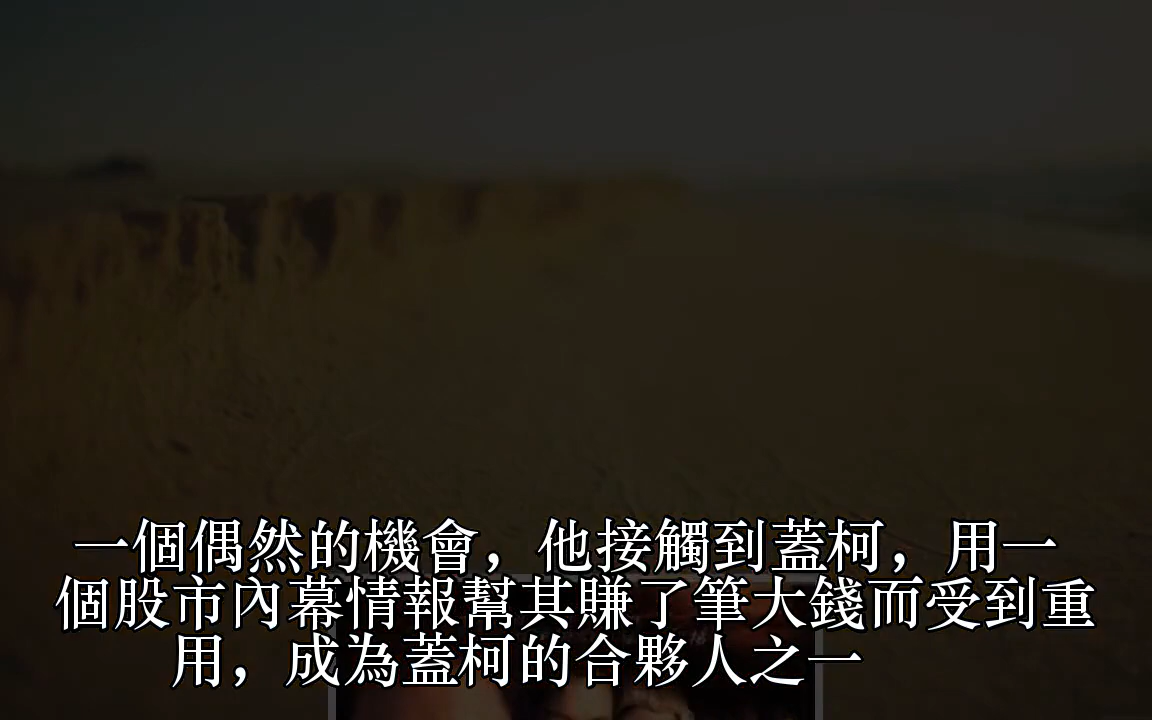 一個偶然的機會，他接觸到蓋柯，用一
個股市內幕情報幫其賺了筆大錢而受到重
用，成為蓋柯的合夥人之一